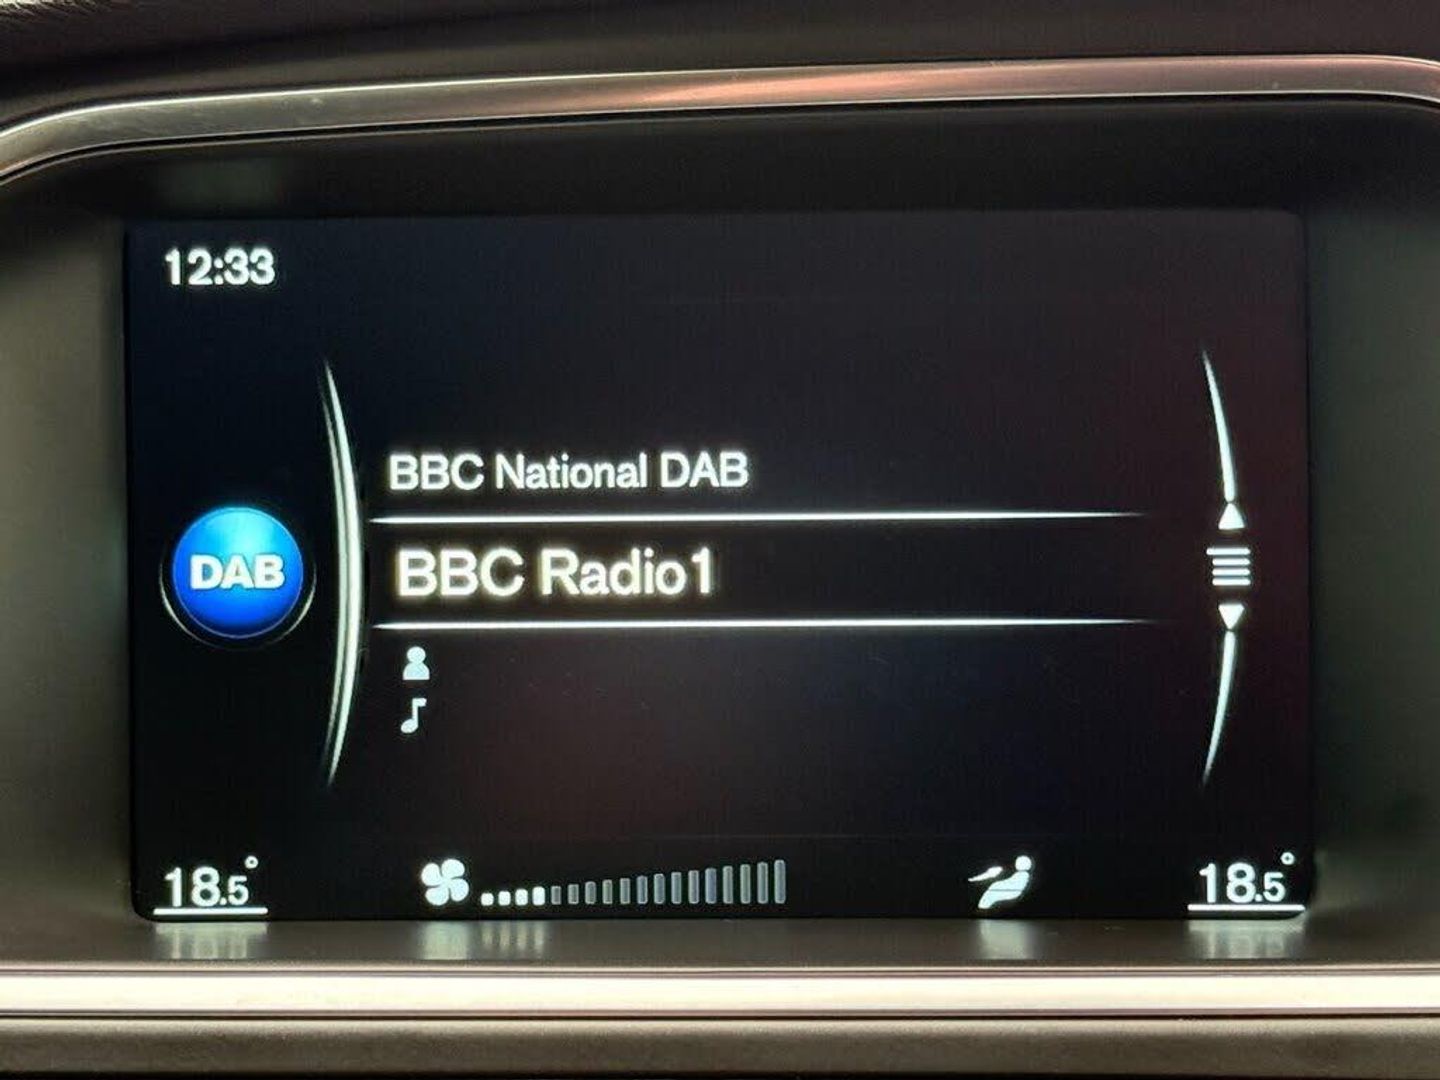 12:33
BBC National DAB
DAB
BBC Radio1
18.5°
18.5°